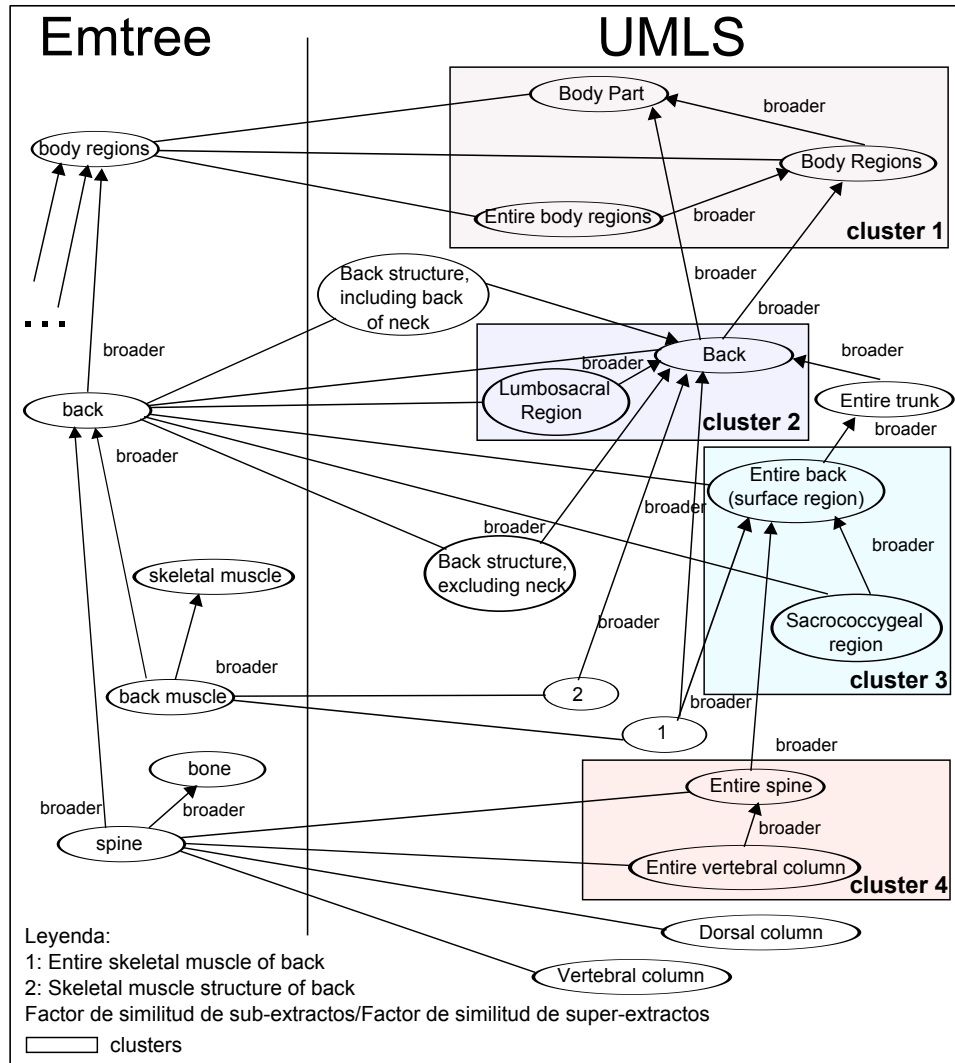 Emtree
UMLS
Body Part
broader
body regions
Body Regions
Entire body regions
broader
cluster 1
Back structure,
including back
of neck
broader
broader
broader
Back
broader
broader
Lumbosacral
Region
back
cluster 2
Entire trunk
broader
broader
Entire back
(surface region)
broader
broader
Back structure,
excluding neck
broader
skeletal muscle
Sacrococcygeal
region
broader
broader
back muscle
2
cluster 3
broader
1
broader
bone
Entire spine
broader
broader
broader
spine
Entire vertebral column
cluster 4
Dorsal column
Vertebral column
Leyenda:
1: Entire skeletal muscle of back
2: Skeletal muscle structure of back
Factor de similitud de sub-extractos/Factor de similitud de super-extractos
clusters